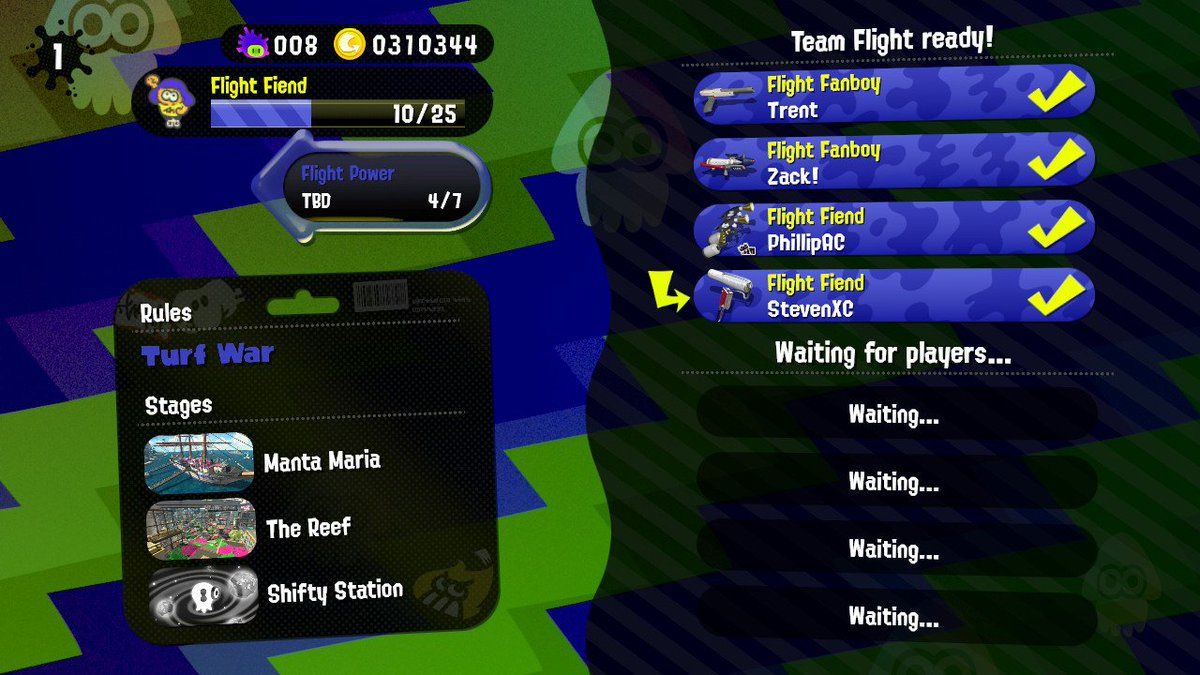 1
008 0310344
Flight Fiend
10/25
Flight Power
TBD 4/7
Rules
Turf War
Stages
Manta Maria
The Reef
Shifty Station
Team Flight ready!
Flight Fanboy
Trent
Flight Fanboy
Zack!
Flight Fiend
PhillipAC
Flight Fiend
StevenXC
Waiting for players...
Waiting...
Waiting...
Waiting...
Waiting...